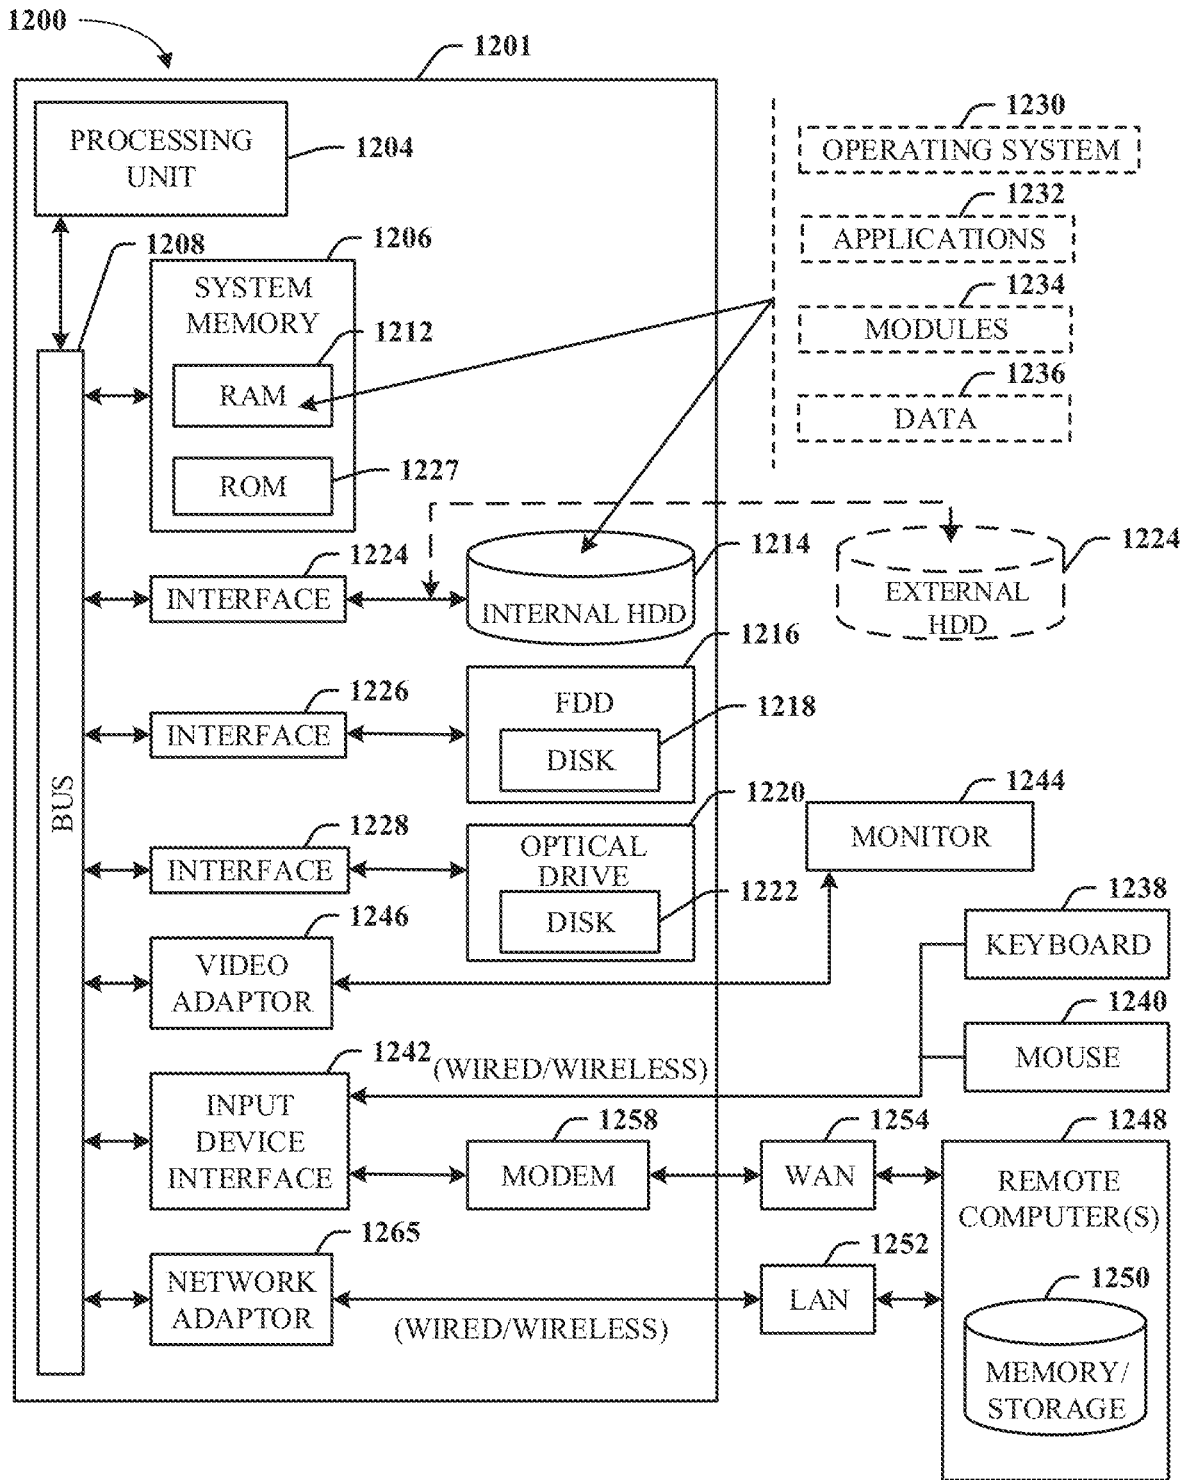 1200
1201
PROCESSING
UNIT
1204
1208
1206
SYSTEM
MEMORY
1212
RAM
1227
ROM
1230
OPERATING SYSTEM
1232
APPLICATIONS
1234
MODULES
1236
DATA
1224
INTERFACE
1214
INTERNAL HDD
1224
EXTERNAL
HDD
1226
INTERFACE
1216
FDD
1218
DISK
BUS
1228
INTERFACE
1220
OPTICAL
DRIVE
1222
DISK
1244
MONITOR
1246
VIDEO
ADAPTOR
1238
KEYBOARD
1240
MOUSE
1242
(WIRED/WIRELESS)
INPUT
DEVICE
INTERFACE
1258
MODEM
1254
WAN
1248
REMOTE
COMPUTER(S)
1265
NETWORK
ADAPTOR
(WIRED/WIRELESS)
1252
LAN
1250
MEMORY/
STORAGE